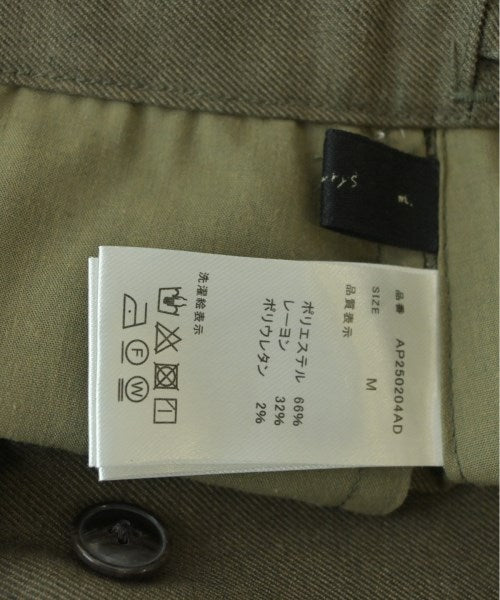 品番 AP250204AD
SIZE M
品質表示
ポリエステル 66%
レーヨン 32%
ポリウレタン 2%
洗濯絵表示
F
W